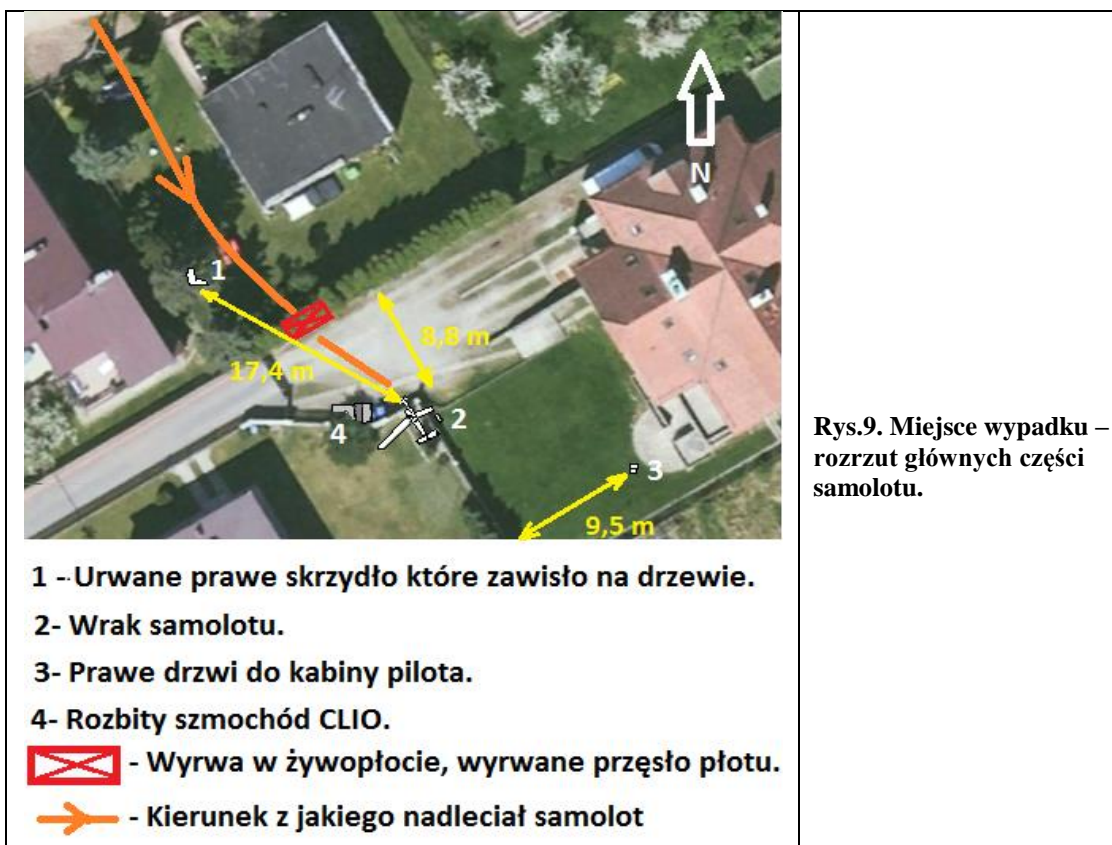 N
1
17,4 m
8,8 m
2
4
3
9,5 m
1 - Urwane prawe skrzydło które zawisło na drzewie.
2- Wrak samolotu.
3- Prawe drzwi do kabiny pilota.
4- Rozbity szmochód CLIO.
- Wyrwa w żywopłocie, wyrwane przęsło płotu.
- Kierunek z jakiego nadleciał samolot
Rys.9. Miejsce wypadku –
rozrzut głównych części
samolotu.